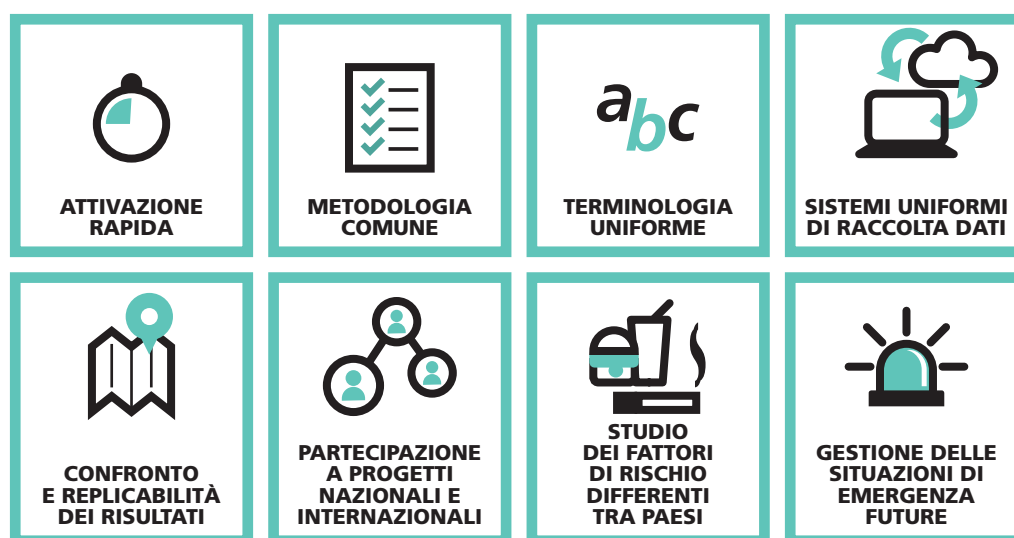 abc
ATTIVAZIONE
RAPIDA
METODOLOGIA
COMUNE
TERMINOLOGIA
UNIFORME
SISTEMI UNIFORMI
DI RACCOLTA DATI
CONFRONTO
E REPLICABILITÀ
DEI RISULTATI
PARTECIPAZIONE
A PROGETTI
NAZIONALI E
INTERNAZIONALI
STUDIO
DEI FATTORI
DI RISCHIO
DIFFERENTI
TRA PAESI
GESTIONE DELLE
SITUAZIONI DI
EMERGENZA
FUTURE